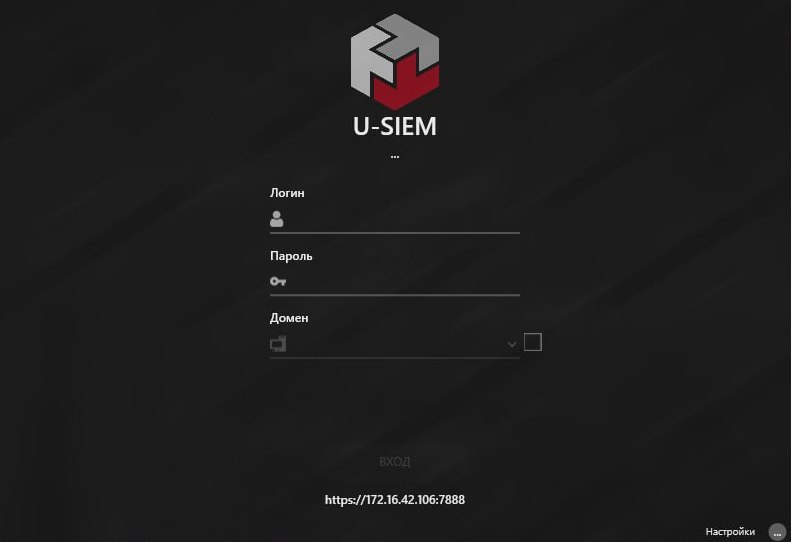 U-SIEM
...
Логин
Пароль
Домен
ВХОД
https://172.16.42.106:7888
Настройки ...